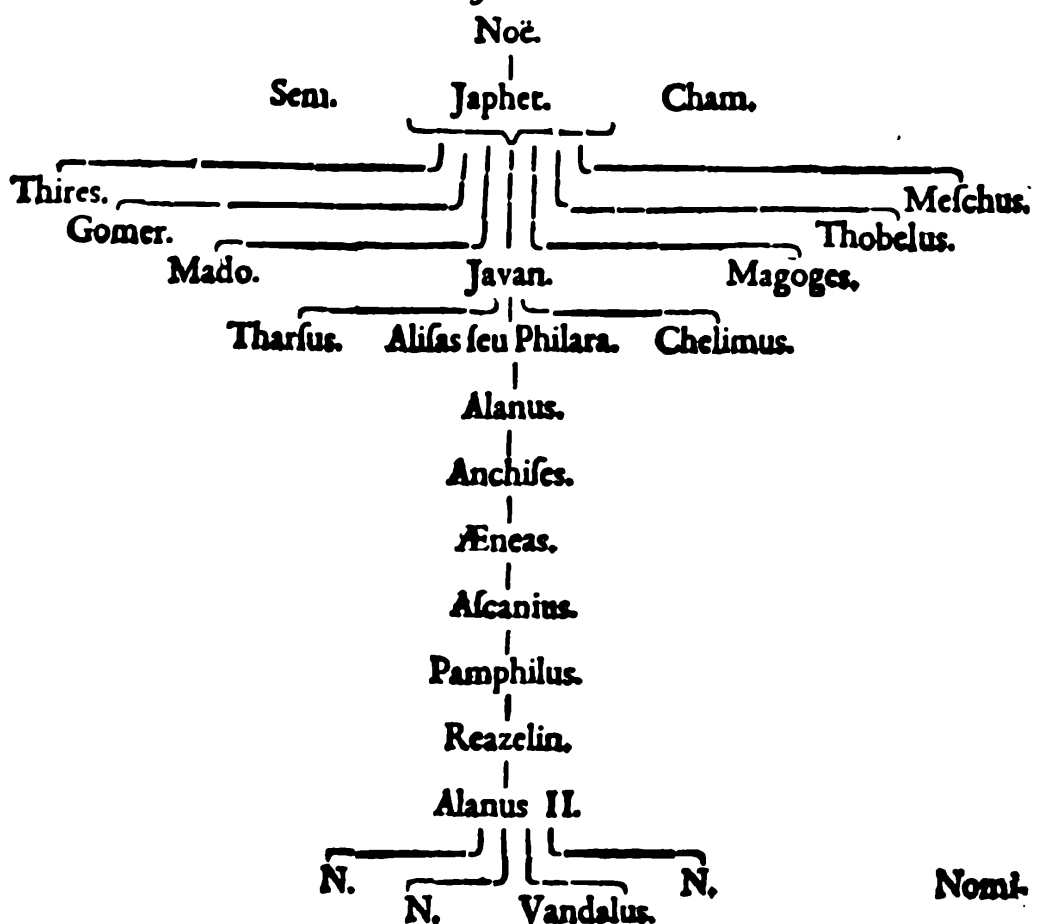 Noë.
Sem. Japhet. Cham.
Thires. Meſchus.
Gomer. Thobelus.
Mado. Javan. Magoges.
Tharſus. Aliſas ſeu Philara. Chelimus.
Alanus.
Anchiſes.
Æneas.
Aſcanius.
Pamphilus.
Reazelin.
Alanus II.
N. N. Nomi-
N. Vandalus.